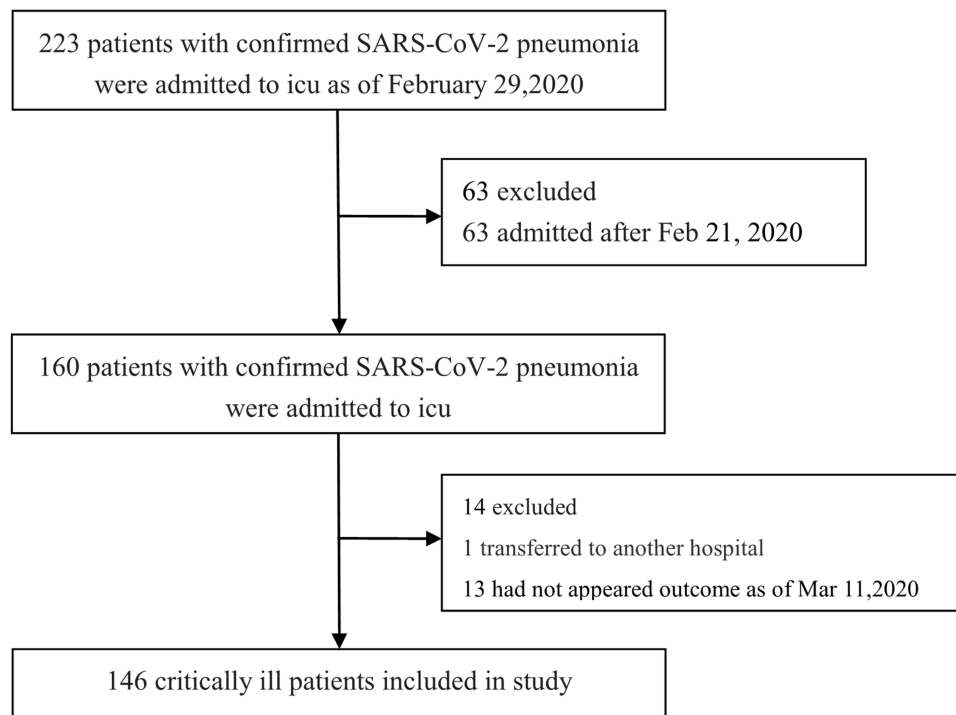 223 patients with confirmed SARS-CoV-2 pneumonia
were admitted to icu as of February 29,2020
63 excluded
63 admitted after Feb 21, 2020
160 patients with confirmed SARS-CoV-2 pneumonia
were admitted to icu
14 excluded
1 transferred to another hospital
13 had not appeared outcome as of Mar 11,2020
146 critically ill patients included in study